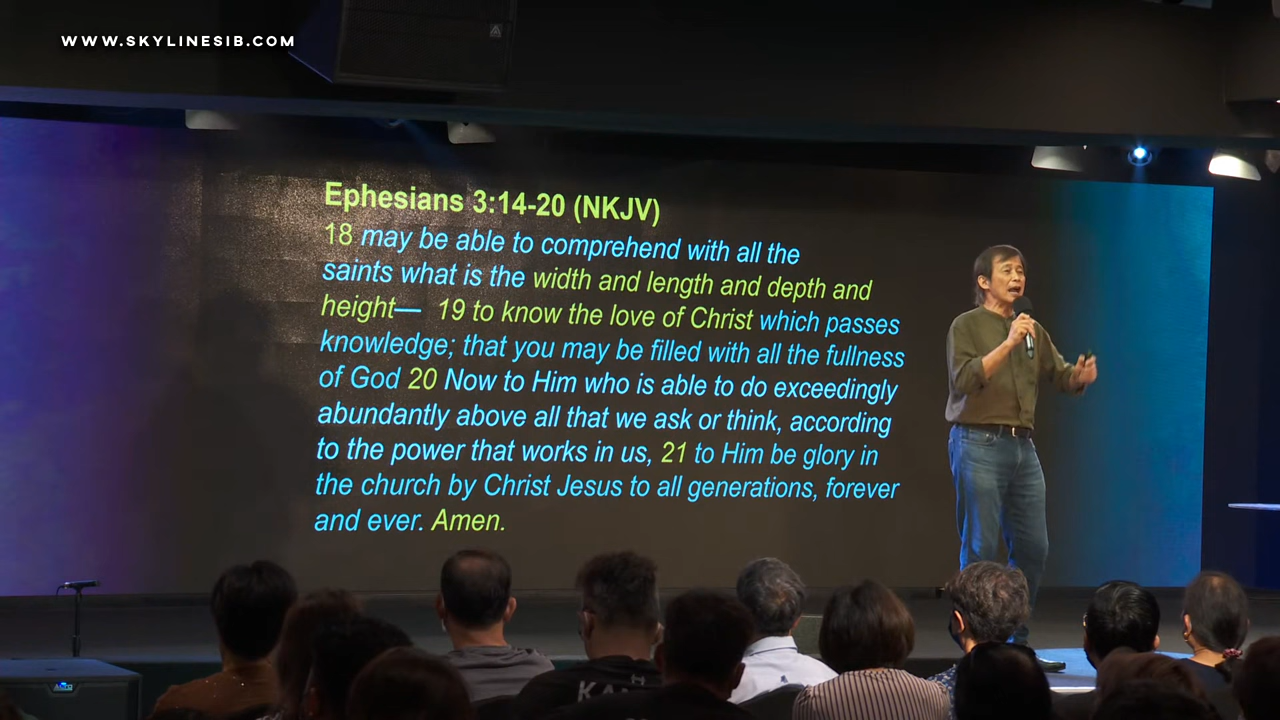 WWW.SKYLINESIB.COM
Ephesians 3:14-20 (NKJV)
18 may be able to comprehend with all the
saints what is the width and length and depth and
height— 19 to know the love of Christ which passes
knowledge; that you may be filled with all the fullness
of God 20 Now to Him who is able to do exceedingly
abundantly above all that we ask or think, according
to the power that works in us, 21 to Him be glory in
the church by Christ Jesus to all generations, forever
and ever. Amen.